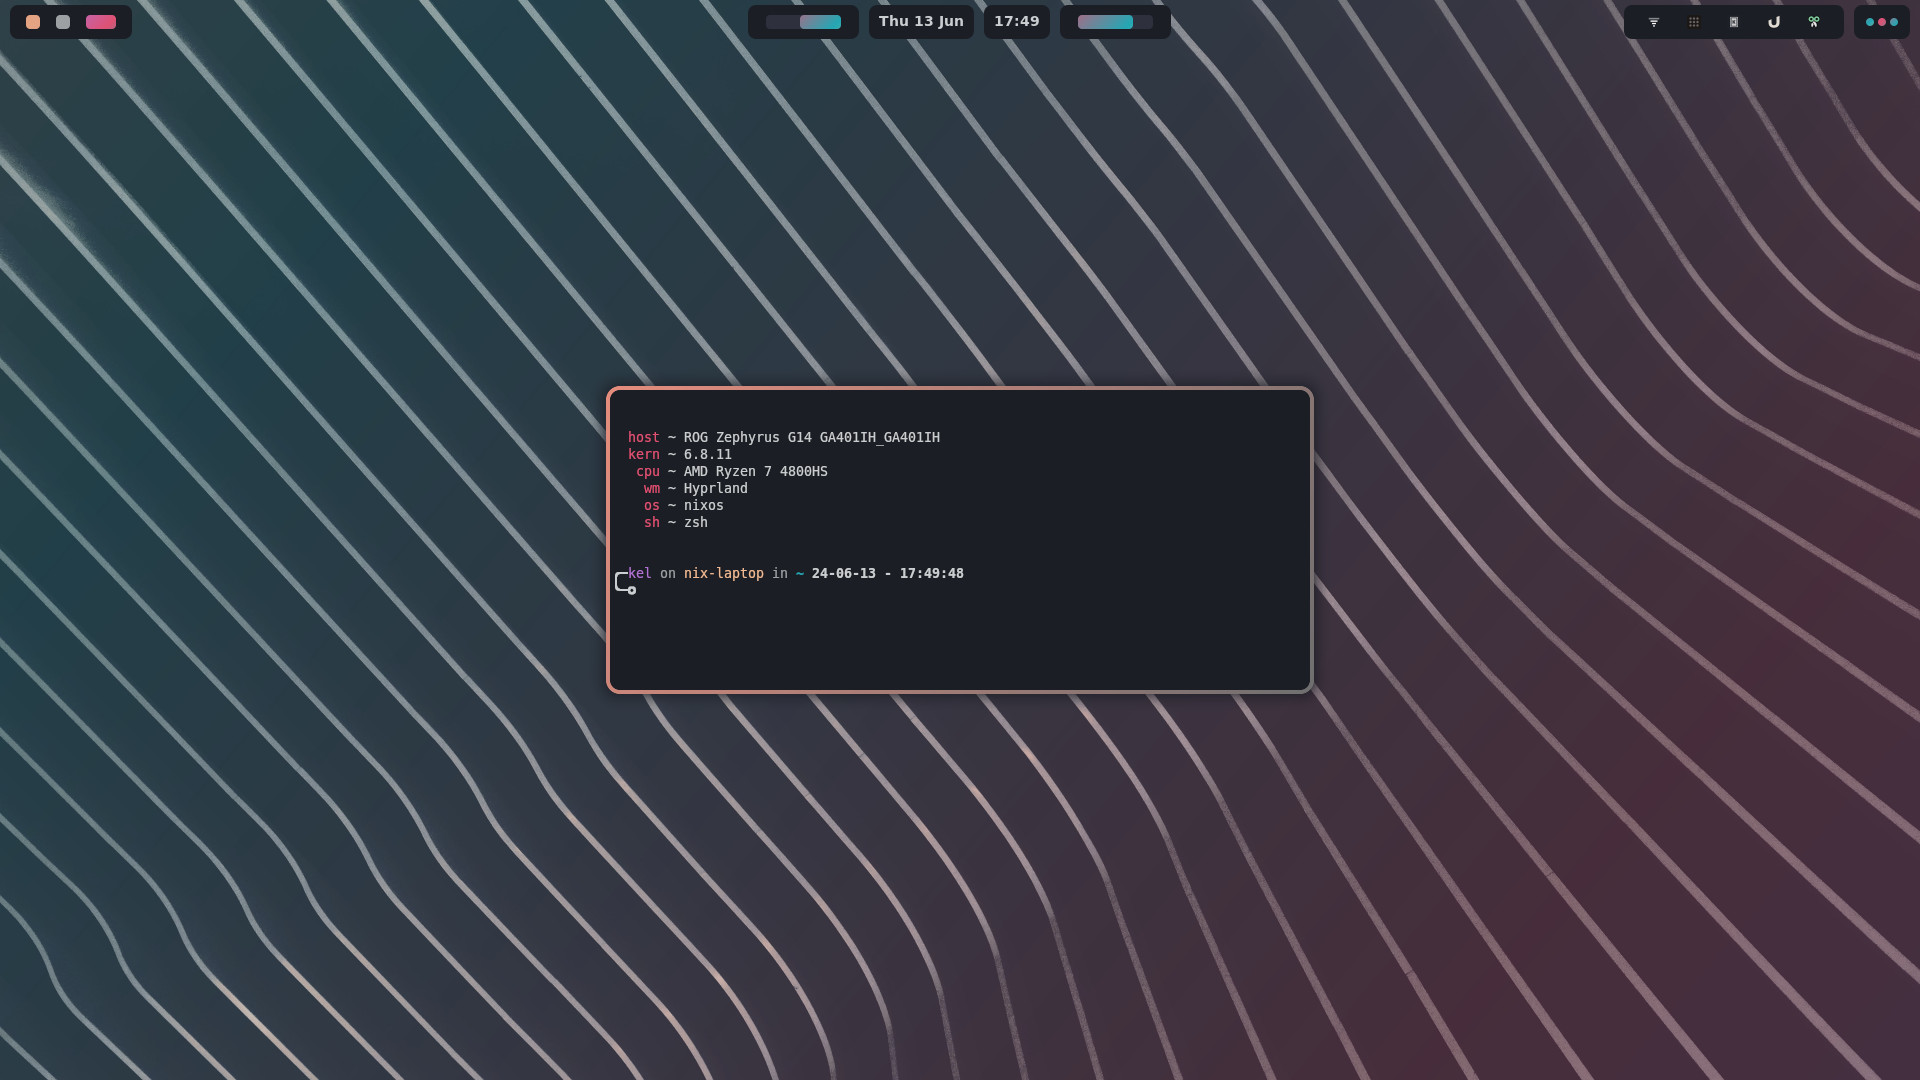 Thu 13 Jun
17:49
host ~ ROG Zephyrus G14 GA401IH_GA401IH
kern ~ 6.8.11
cpu ~ AMD Ryzen 7 4800HS
wm ~ Hyprland
os ~ nixos
sh ~ zsh
kel on nix-laptop in ~ 24-06-13 - 17:49:48